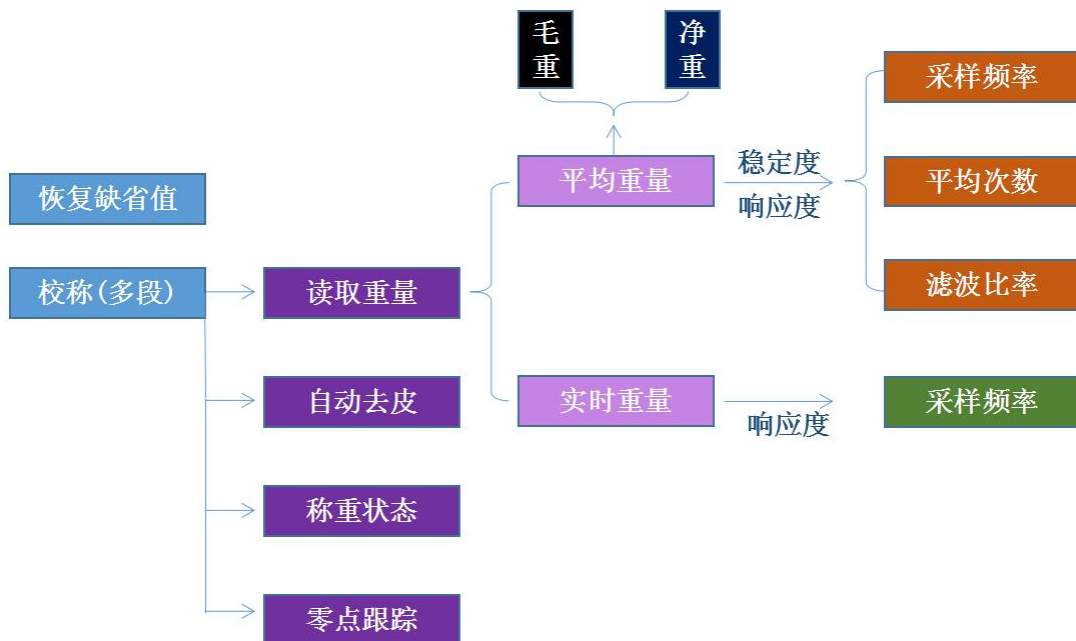 毛重
净重
采样频率
平均重量
稳定度
响应度
平均次数
恢复缺省值
校称(多段)
读取重量
滤波比率
自动去皮
实时重量
响应度
采样频率
称重状态
零点跟踪